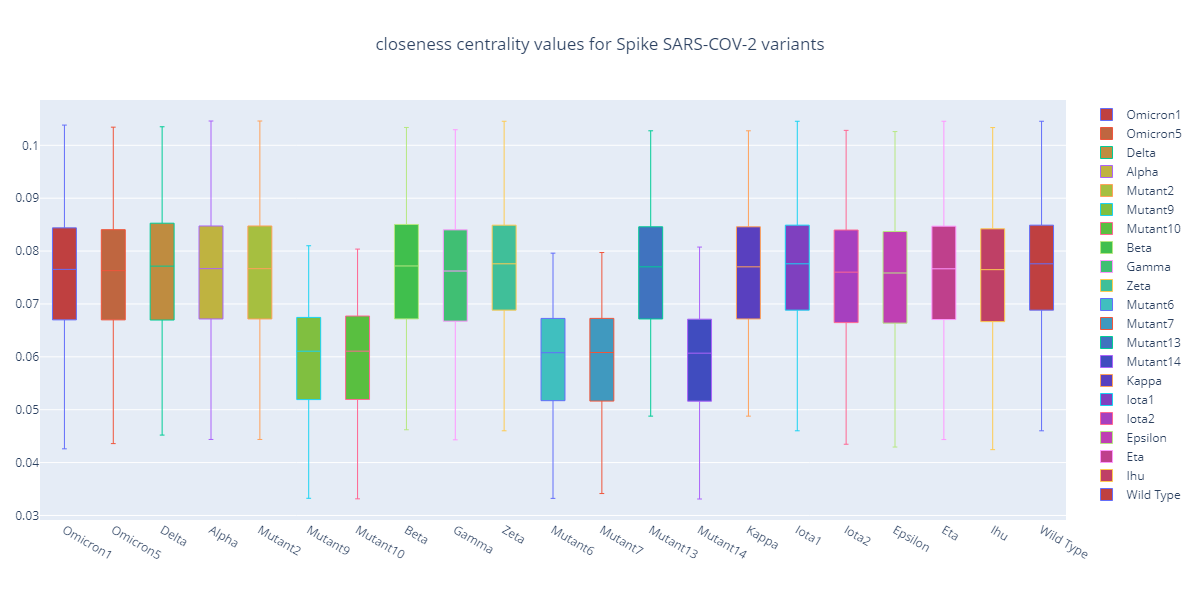 closeness centrality values for Spike SARS-COV-2 variants
0.1
0.09
0.08
0.07
0.06
0.05
0.04
0.03
Omicron1
Omicron5
Delta
Alpha
Mutant2
Mutant9
Mutant10
Beta
Gamma
Zeta
Mutant6
Mutant7
Mutant13
Mutant14
Kappa
Iota1
Iota2
Epsilon
Eta
Ihu
Wild Type
Omicron1
Omicron5
Delta
Alpha
Mutant2
Mutant9
Mutant10
Beta
Gamma
Zeta
Mutant6
Mutant7
Mutant13
Mutant14
Kappa
Iota1
Iota2
Epsilon
Eta
Ihu
Wild Type